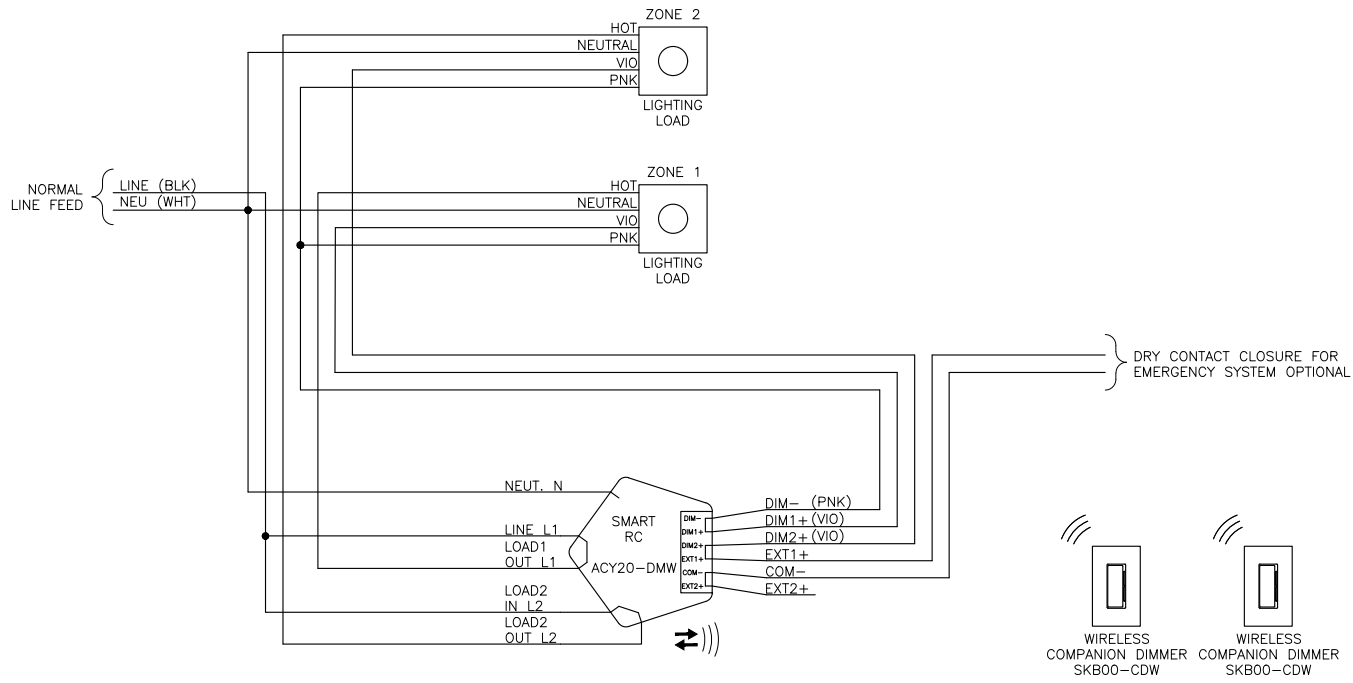 ZONE 2
HOT
NEUTRAL
VIO
PNK
LIGHTING
LOAD
ZONE 1
HOT
NEUTRAL
VIO
PNK
LIGHTING
LOAD
NORMAL
LINE FEED
LINE (BLK)
NEU (WHT)
DRY CONTACT CLOSURE FOR
EMERGENCY SYSTEM OPTIONAL
NEUT. N
LINE L1
LOAD1
OUT L1
LOAD2
IN L2
LOAD2
OUT L2
SMART
RC
ACY20-DMW
DIM-
DIM1+
DIM2+
EXT1+
COM-
EXT2+
DIM- (PNK)
DIM1+(VIO)
DIM2+(VIO)
EXT1+
COM-
EXT2+
WIRELESS
COMPANION DIMMER
SKB00-CDW
WIRELESS
COMPANION DIMMER
SKB00-CDW